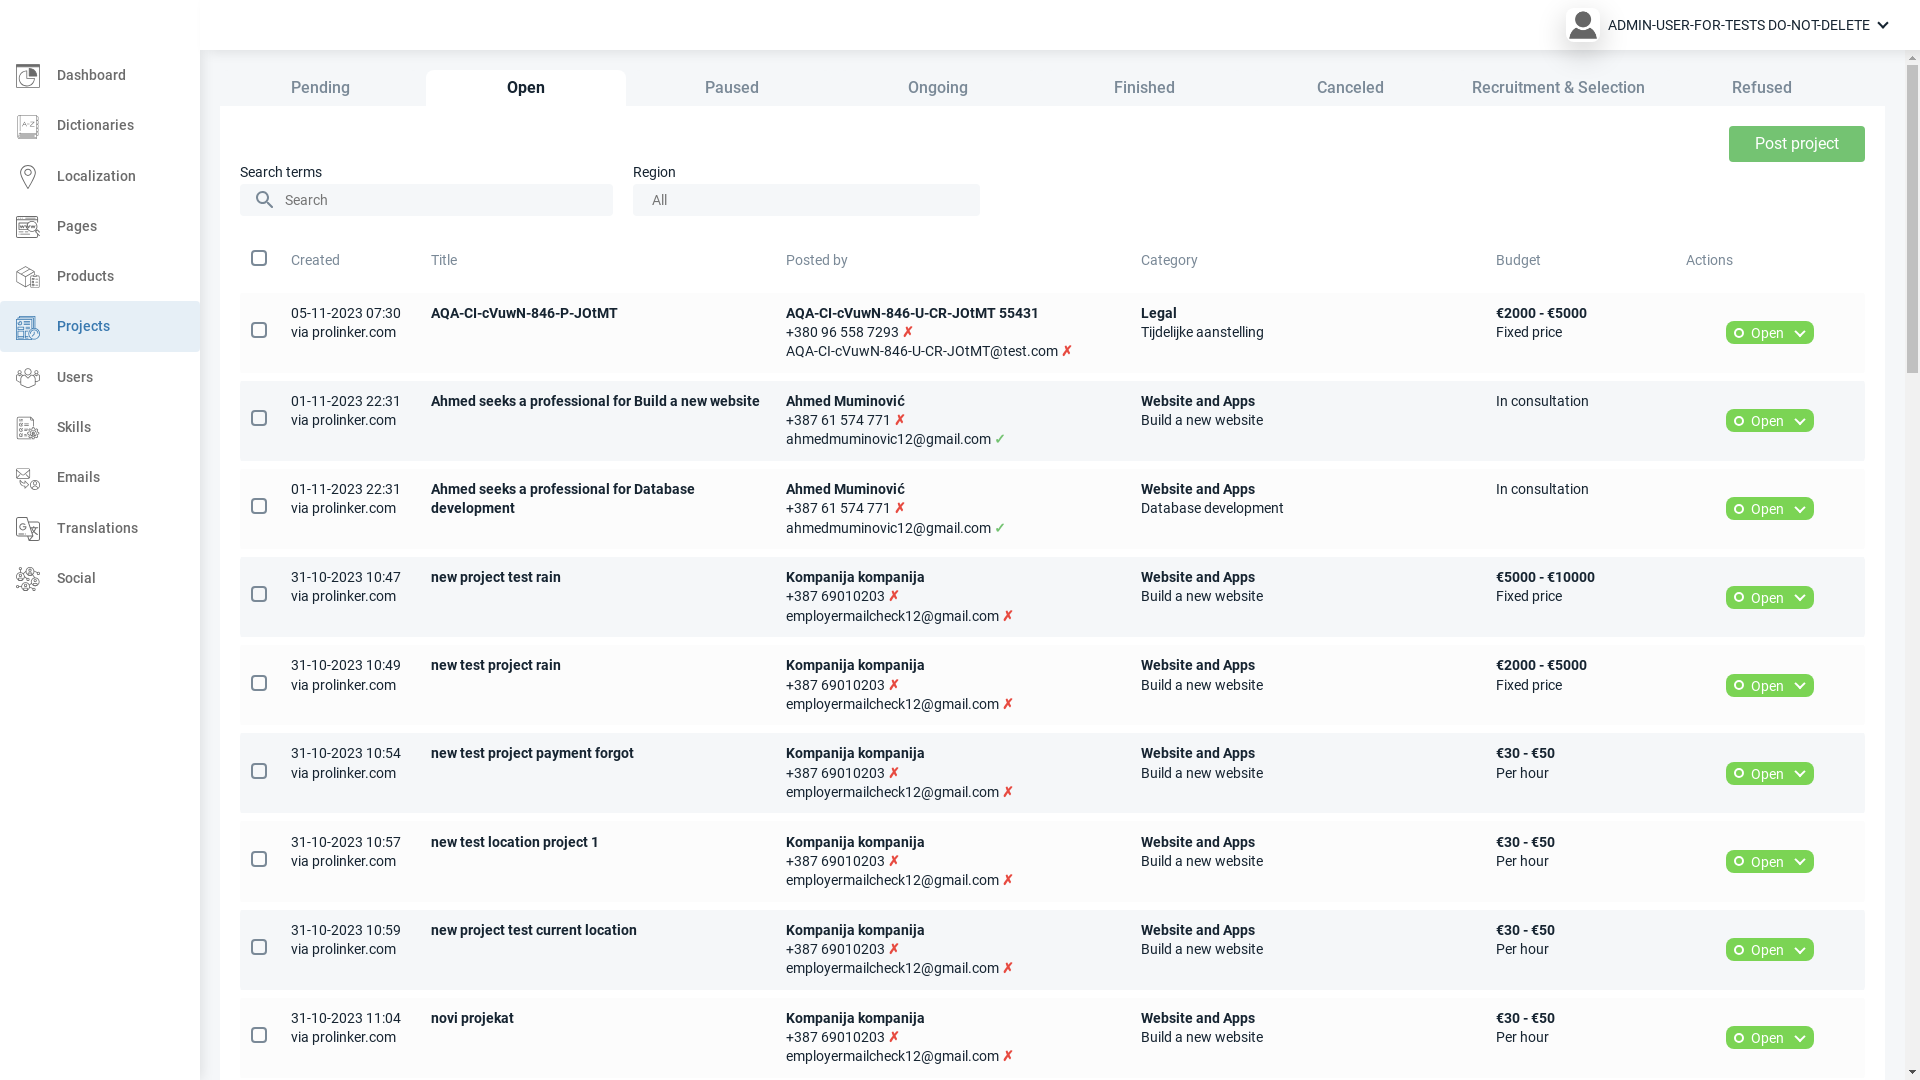 ADMIN-USER-FOR-TESTS DO-NOT-DELETE
Dashboard
Dictionaries
Localization
Pages
Products
Projects
Users
Skills
Emails
Translations
Social
Pending
Open
Paused
Ongoing
Finished
Canceled
Recruitment & Selection
Refused
Post project
Search terms
Search
Region
All
Created
Title
Posted by
Category
Budget
Actions
05-11-2023 07:30
via prolinker.com
AQA-CI-cVuwN-846-P-JOtMT
AQA-CI-cVuwN-846-U-CR-JOtMT 55431
+380 96 558 7293 ✗
AQA-CI-cVuwN-846-U-CR-JOtMT@test.com ✗
Legal
Tijdelijke aanstelling
€2000 - €5000
Fixed price
Open
01-11-2023 22:31
via prolinker.com
Ahmed seeks a professional for Build a new website
Ahmed Muminović
+387 61 574 771 ✗
ahmedmuminovic12@gmail.com ✓
Website and Apps
Build a new website
In consultation
Open
01-11-2023 22:31
via prolinker.com
Ahmed seeks a professional for Database
development
Ahmed Muminović
+387 61 574 771 ✗
ahmedmuminovic12@gmail.com ✓
Website and Apps
Database development
In consultation
Open
31-10-2023 10:47
via prolinker.com
new project test rain
Kompanija kompanija
+387 69010203 ✗
employermailcheck12@gmail.com ✗
Website and Apps
Build a new website
€5000 - €10000
Fixed price
Open
31-10-2023 10:49
via prolinker.com
new test project rain
Kompanija kompanija
+387 69010203 ✗
employermailcheck12@gmail.com ✗
Website and Apps
Build a new website
€2000 - €5000
Fixed price
Open
31-10-2023 10:54
via prolinker.com
new test project payment forgot
Kompanija kompanija
+387 69010203 ✗
employermailcheck12@gmail.com ✗
Website and Apps
Build a new website
€30 - €50
Per hour
Open
31-10-2023 10:57
via prolinker.com
new test location project 1
Kompanija kompanija
+387 69010203 ✗
employermailcheck12@gmail.com ✗
Website and Apps
Build a new website
€30 - €50
Per hour
Open
31-10-2023 10:59
via prolinker.com
new project test current location
Kompanija kompanija
+387 69010203 ✗
employermailcheck12@gmail.com ✗
Website and Apps
Build a new website
€30 - €50
Per hour
Open
31-10-2023 11:04
via prolinker.com
novi projekat
Kompanija kompanija
+387 69010203 ✗
employermailcheck12@gmail.com ✗
Website and Apps
Build a new website
€30 - €50
Per hour
Open